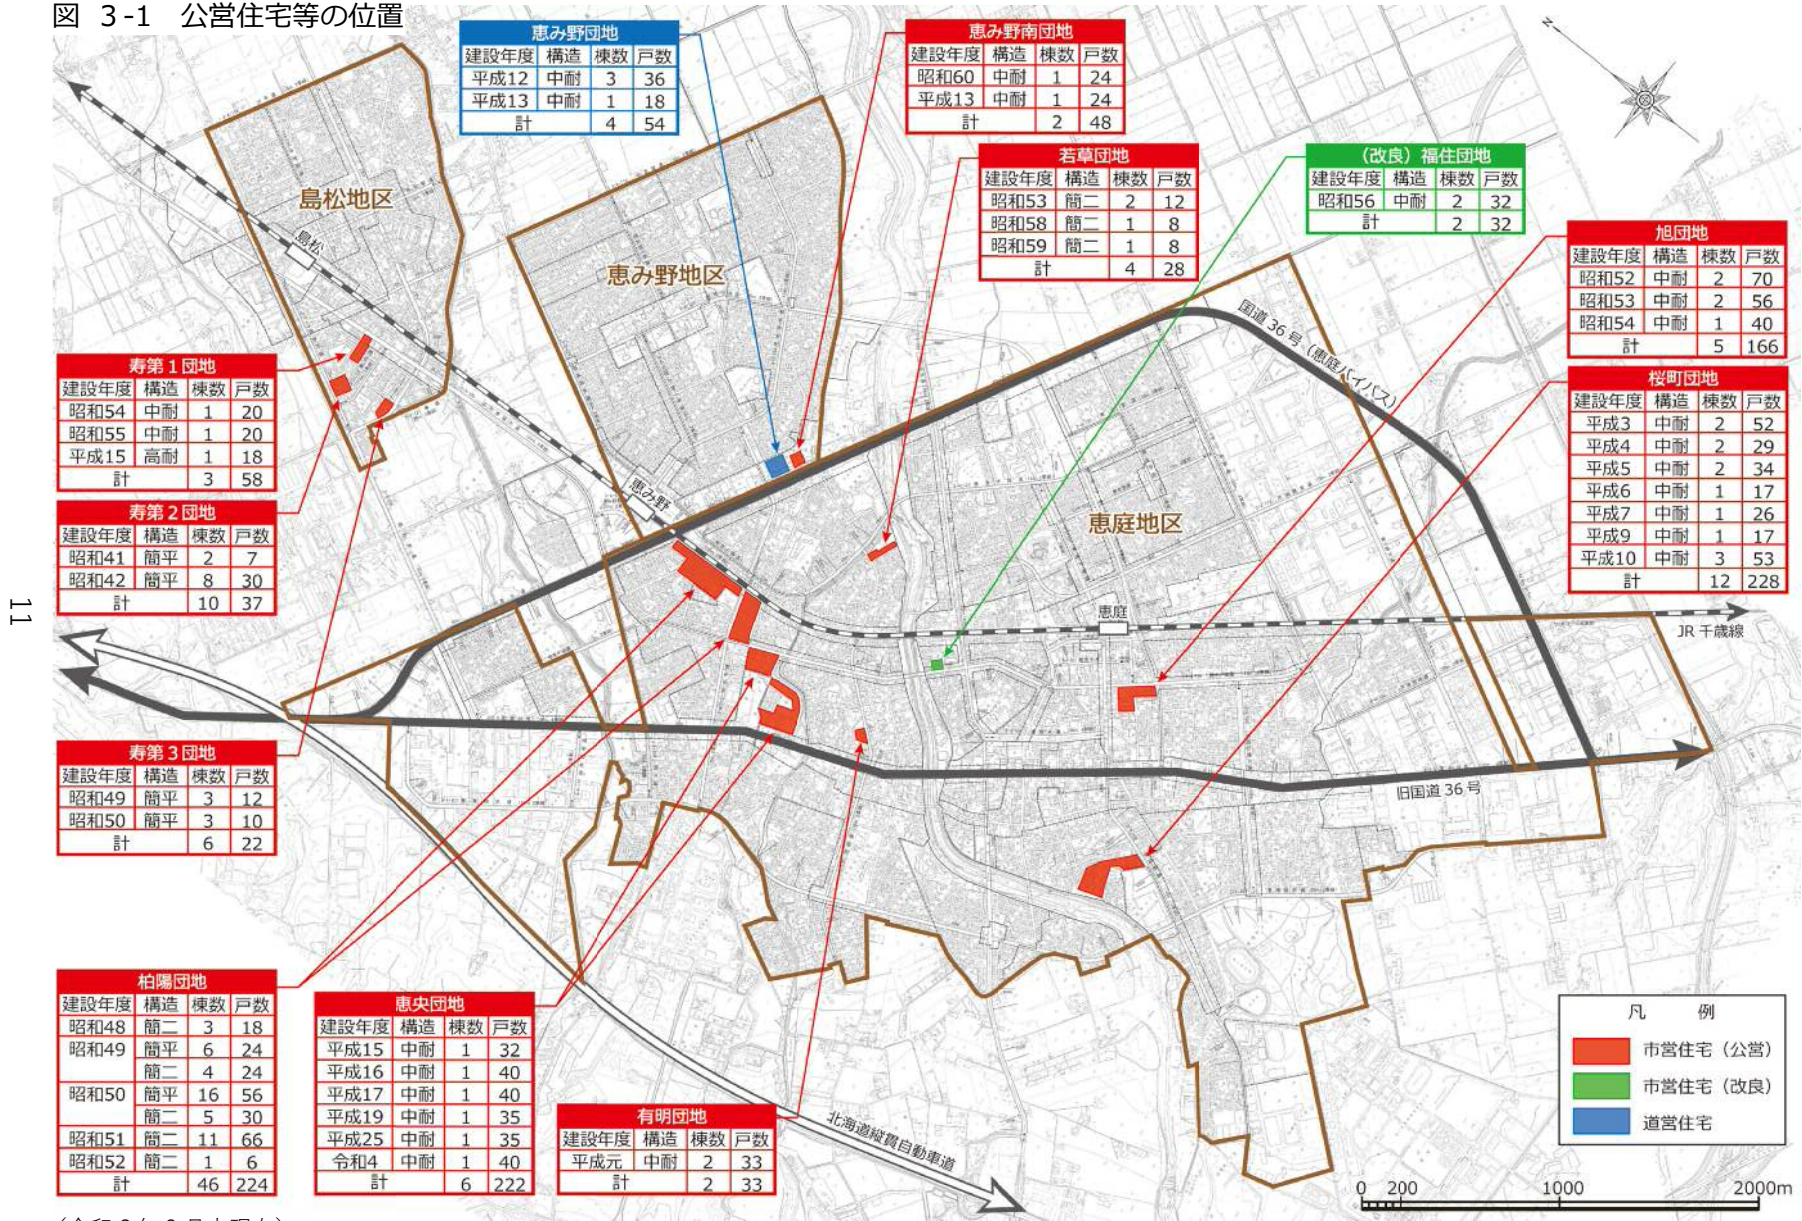 図 3-1 公営住宅等の位置
恵み野団地
建設年度 構造 棟数 戸数
平成12 中耐 3 36
平成13 中耐 1 18
計 4 54
恵み野南団地
建設年度 構造 棟数 戸数
昭和60 中耐 1 24
平成13 中耐 1 24
計 2 48
若草団地
建設年度 構造 棟数 戸数
昭和53 簡二 2 12
昭和58 簡二 1 8
昭和59 簡二 1 8
計 4 28
（改良）福住団地
建設年度 構造 棟数 戸数
昭和56 中耐 2 32
計 2 32
旭団地
建設年度 構造 棟数 戸数
昭和52 中耐 2 70
昭和53 中耐 2 56
昭和54 中耐 1 40
計 5 166
桜町団地
建設年度 構造 棟数 戸数
平成3 中耐 2 52
平成4 中耐 2 29
平成5 中耐 2 34
平成6 中耐 1 17
平成7 中耐 1 26
平成9 中耐 1 17
平成10 中耐 3 53
計 12 228
寿第１団地
建設年度 構造 棟数 戸数
昭和54 中耐 1 20
昭和55 中耐 1 20
平成15 高耐 1 18
計 3 58
寿第２団地
建設年度 構造 棟数 戸数
昭和41 簡平 2 7
昭和42 簡平 8 30
計 10 37
寿第３団地
建設年度 構造 棟数 戸数
昭和49 簡平 3 12
昭和50 簡平 3 10
計 6 22
柏陽団地
建設年度 構造 棟数 戸数
昭和48 簡二 3 18
昭和49 簡平 6 24
簡二 4 24
昭和50 簡平 16 56
簡二 5 30
昭和51 簡二 11 66
昭和52 簡二 1 6
計 46 224
恵央団地
建設年度 構造 棟数 戸数
平成15 中耐 1 32
平成16 中耐 1 40
平成17 中耐 1 40
平成19 中耐 1 35
平成25 中耐 1 35
令和4 中耐 1 40
計 6 222
有明団地
建設年度 構造 棟数 戸数
平成元 中耐 2 33
計 2 33
島松地区
島松
恵み野地区
恵み野
恵庭地区
恵庭
国道 36 号（恵庭バイパス）
JR 千歳線
旧国道 36 号
北海道縦貫自動車道
N
凡 例
市営住宅（公営）
市営住宅（改良）
道営住宅
0 200 1000 2000m
11